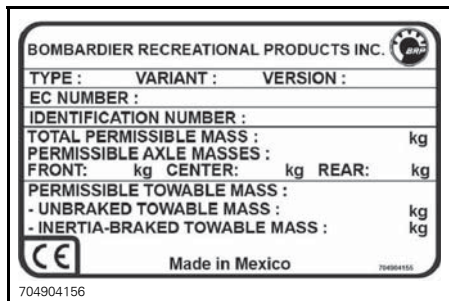 BOMBARDIER RECREATIONAL PRODUCTS INC. BRP
TYPE : VARIANT : VERSION :
EC NUMBER :
IDENTIFICATION NUMBER :
TOTAL PERMISSIBLE MASS : kg
PERMISSIBLE AXLE MASSES :
FRONT: kg CENTER: kg REAR: kg
PERMISSIBLE TOWABLE MASS :
- UNBRAKED TOWABLE MASS : kg
- INERTIA-BRAKED TOWABLE MASS : kg
CE Made in Mexico 704904155
704904156